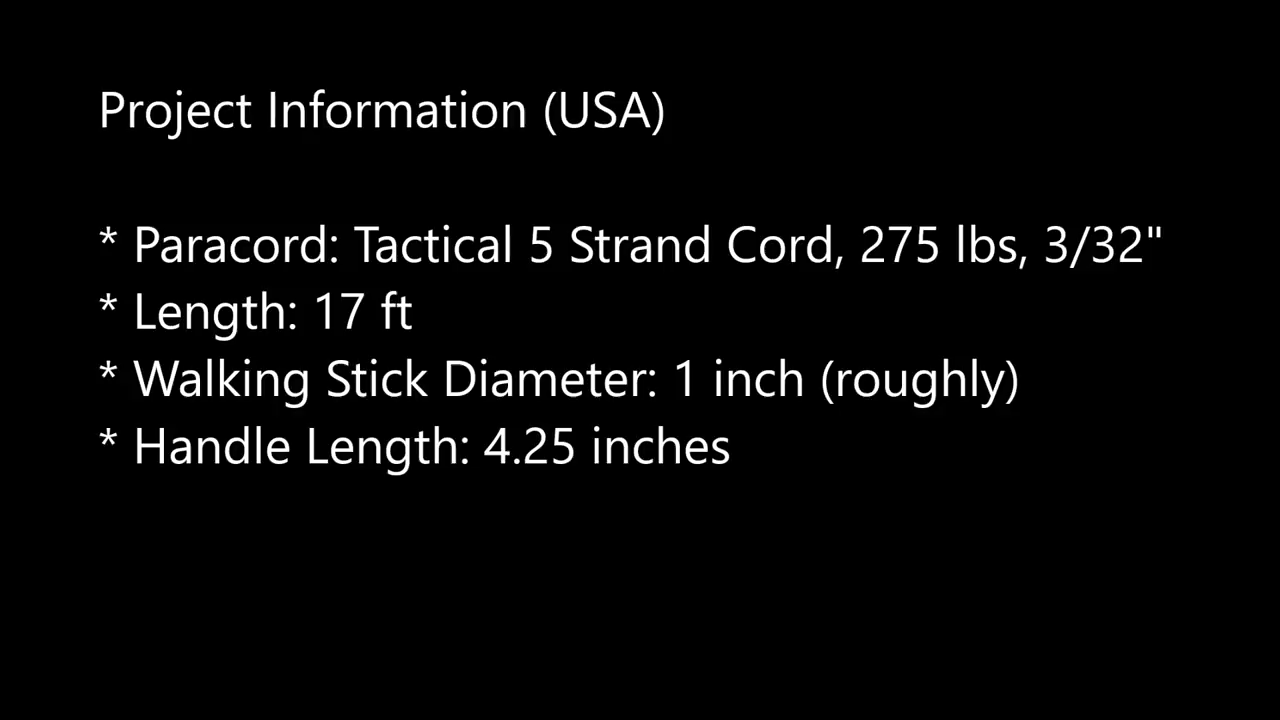 Project Information (USA)
* Paracord: Tactical 5 Strand Cord, 275 lbs, 3/32"
* Length: 17 ft
* Walking Stick Diameter: 1 inch (roughly)
* Handle Length: 4.25 inches